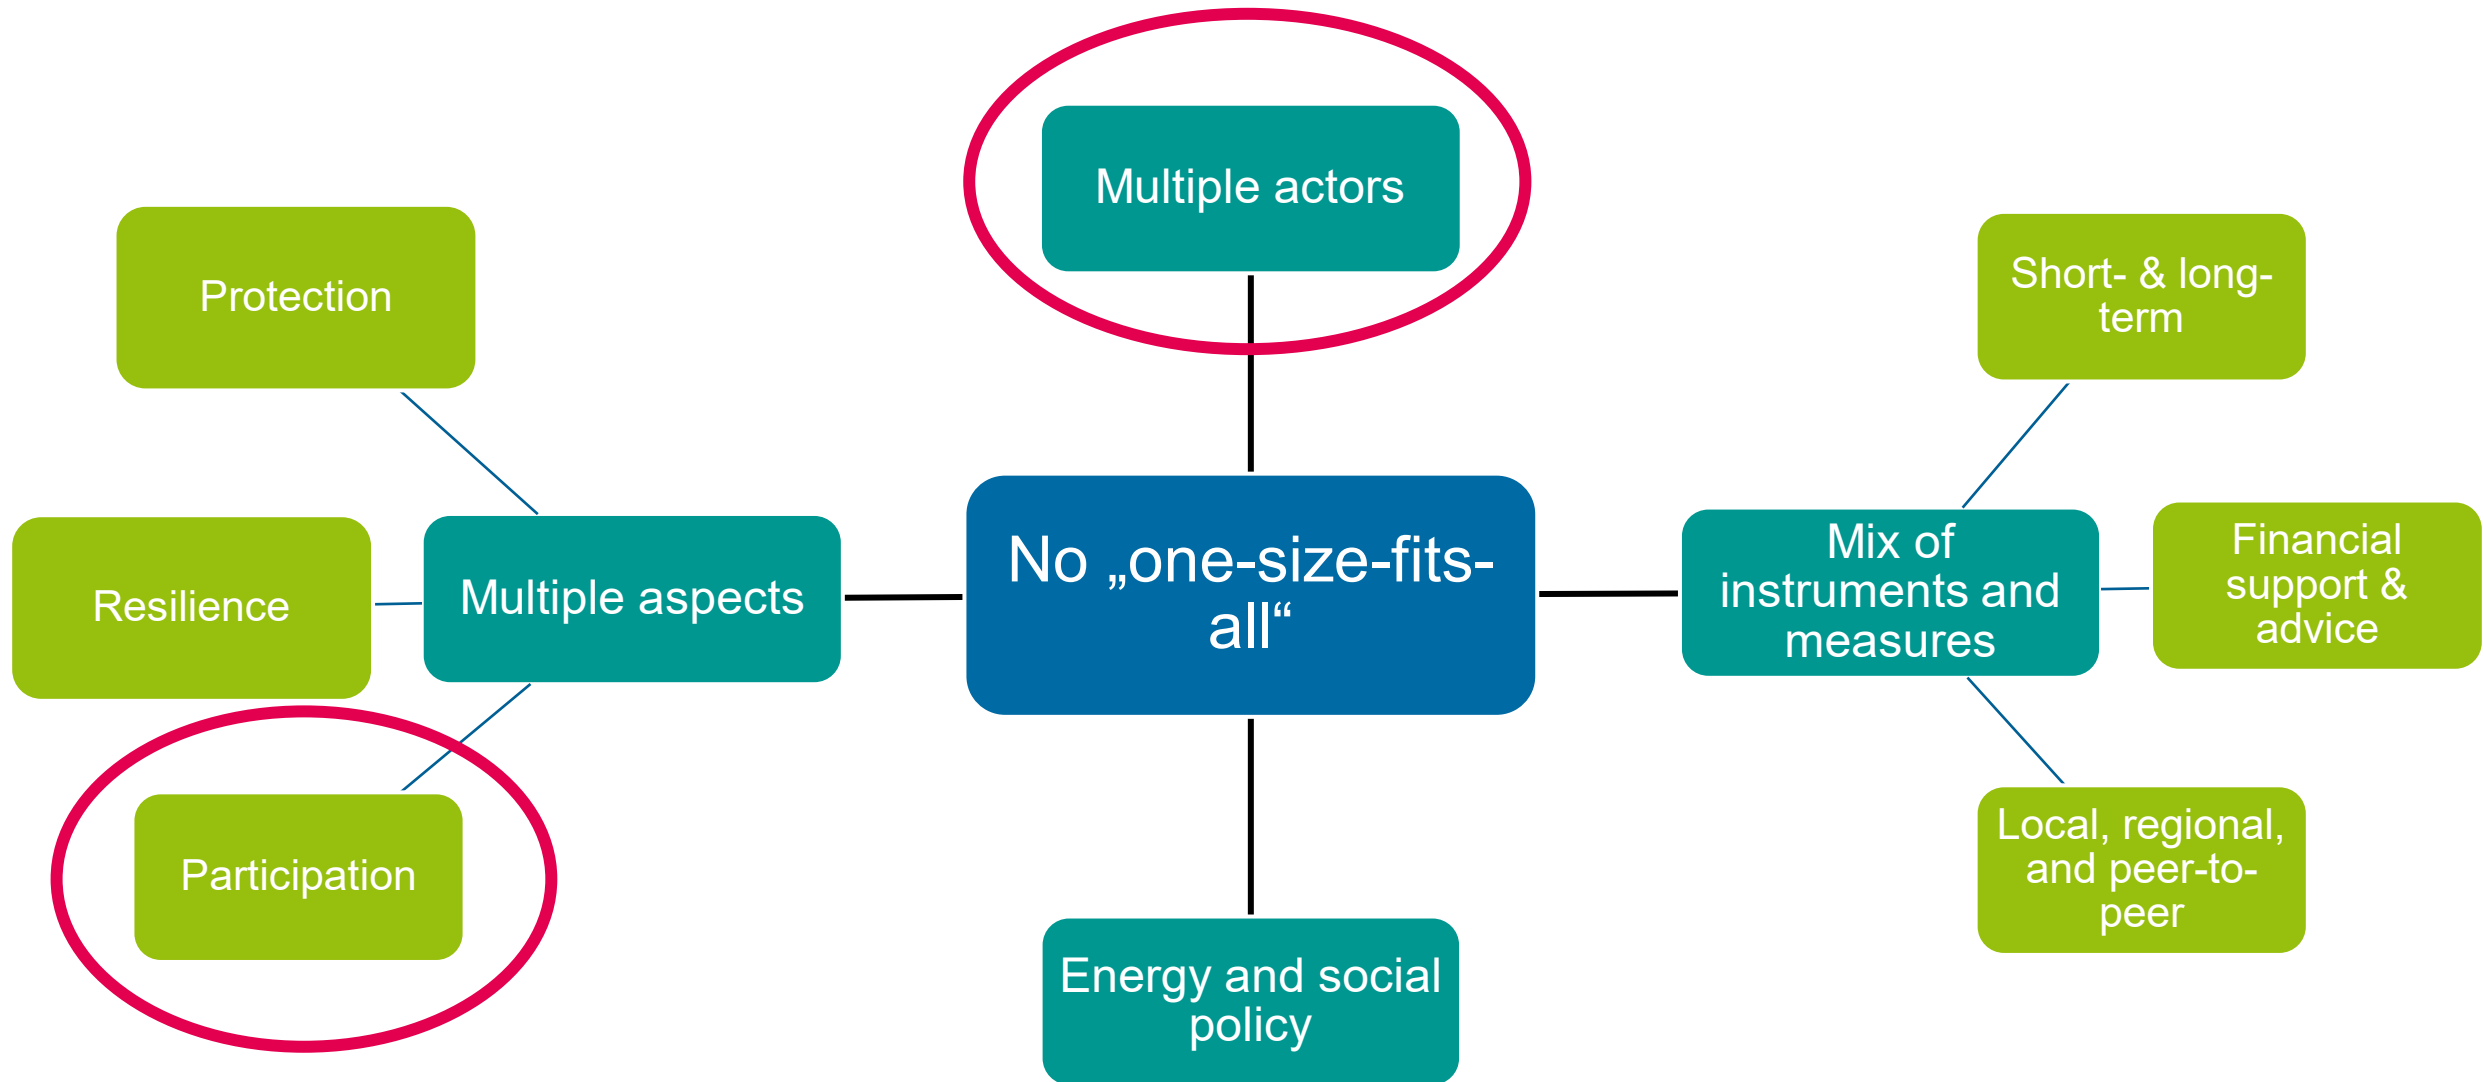 Multiple actors
Protection
Short- & long-
term
Resilience
Multiple aspects
No „one-size-fits-
all“
Mix of
instruments and
measures
Financial
support &
advice
Participation
Local, regional,
and peer-to-
peer
Energy and social
policy